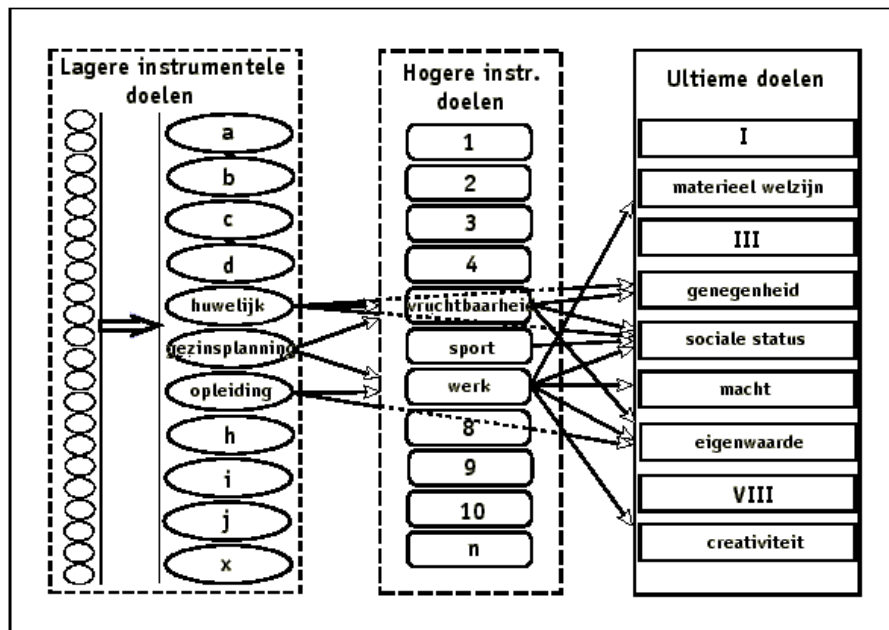 Lagere instrumentele
doelen
a
b
c
d
huwelijk
gezinsplanning
opleiding
h
i
j
x
Hogere instr.
doelen
1
2
3
4
vruchtbaarheid
sport
werk
8
9
10
n
Ultieme doelen
I
materieel welzijn
III
genegenheid
sociale status
macht
eigenwaarde
VIII
creativiteit